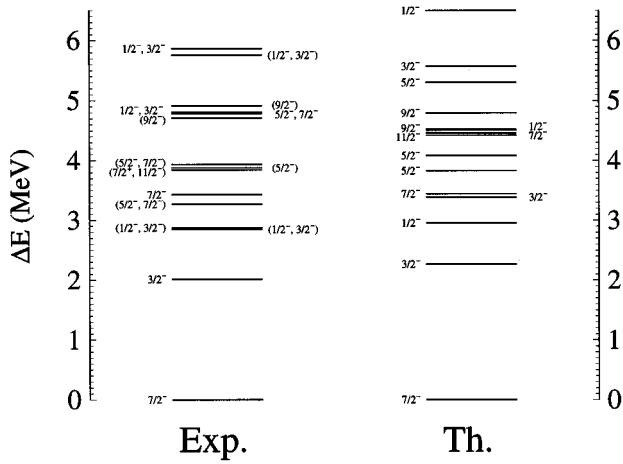 1/2⁻
6 6
1/2⁻, 3/2⁻ (1/2⁻, 3/2⁻) 3/2⁻
5/2⁻
5 (9/2⁻) 9/2⁻ 5
1/2⁻, 3/2⁻ 5/2⁻, 7/2⁻ 9/2⁻ 1/2⁻
(9/2⁻) 11/2⁻ 7/2⁻
4 (5/2⁻, 7/2⁻) (5/2⁻) 5/2⁻ 4
(7/2⁺, 11/2⁻) 5/2⁻
7/2⁻ 7/2⁻ 3/2⁻
(5/2⁻, 7/2⁻)
3 (1/2⁻, 3/2⁻) (1/2⁻, 3/2⁻) 1/2⁻ 3
3/2⁻
2 3/2⁻ 2
1 1
0 7/2⁻ 7/2⁻ 0
ΔE (MeV)
Exp. Th.